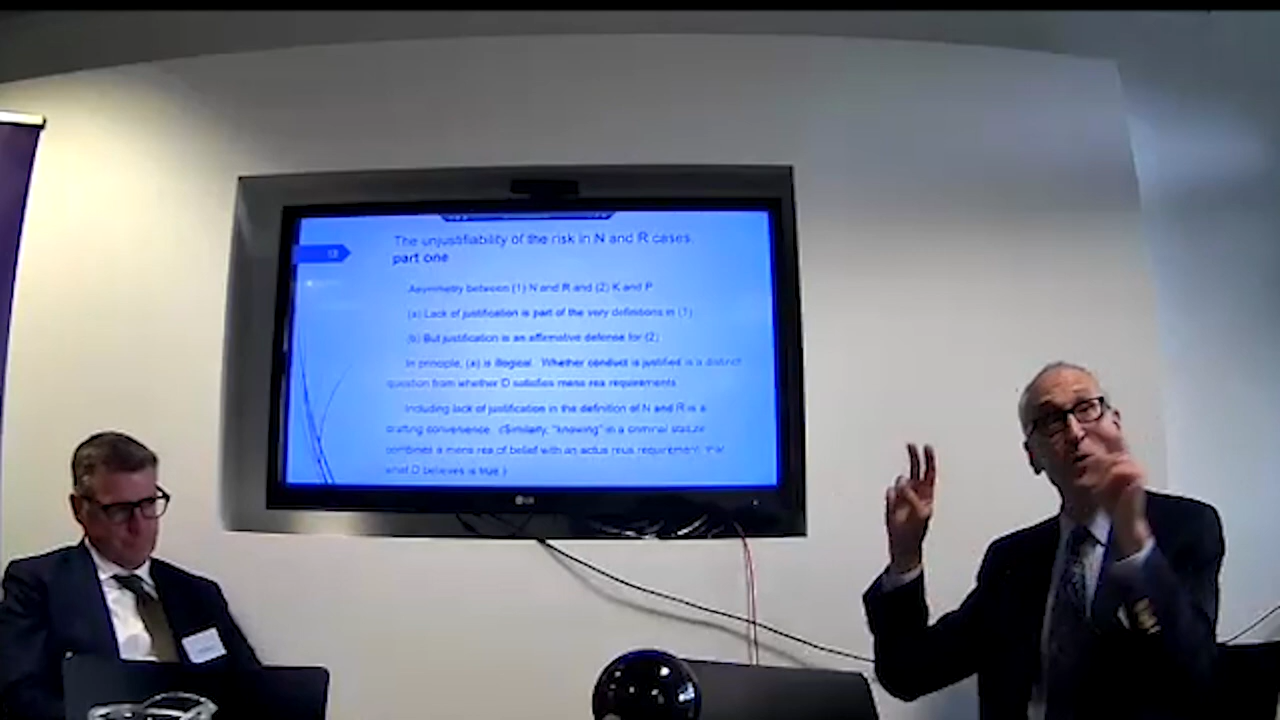 The unjustifiability of the risk in N and R cases,
part one
13
Asymmetry between (1) N and R and (2) K and P
(a) Lack of justification is part of the very definitions in (1)
(b) But justification is an affirmative defense for (2)
In principle, (a) is illogical. Whether conduct is justified is a distinct
question from whether D satisfies mens rea requirements
Including lack of justification in the definition of N and R is a
drafting convenience. (Similarly, "knowing" in a criminal statute
combines a mens rea of belief with an actus reus requirement that
what D believes is true.)
LG